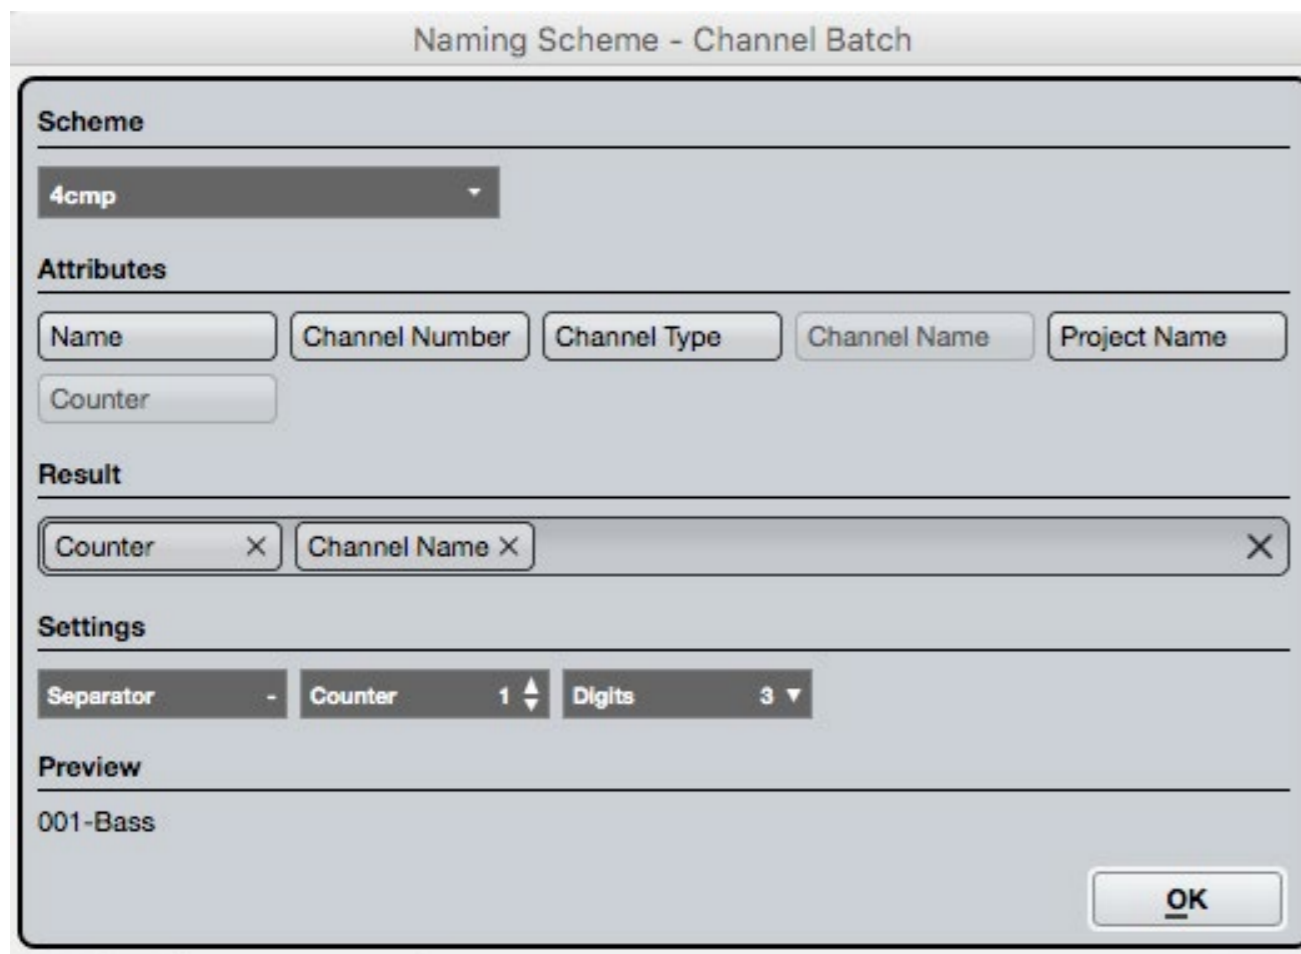 Naming Scheme - Channel Batch
Scheme
4cmp
Attributes
Name Channel Number Channel Type Channel Name Project Name
Counter
Result
Counter Channel Name
Settings
Separator - Counter 1 Digits 3
Preview
001-Bass
OK